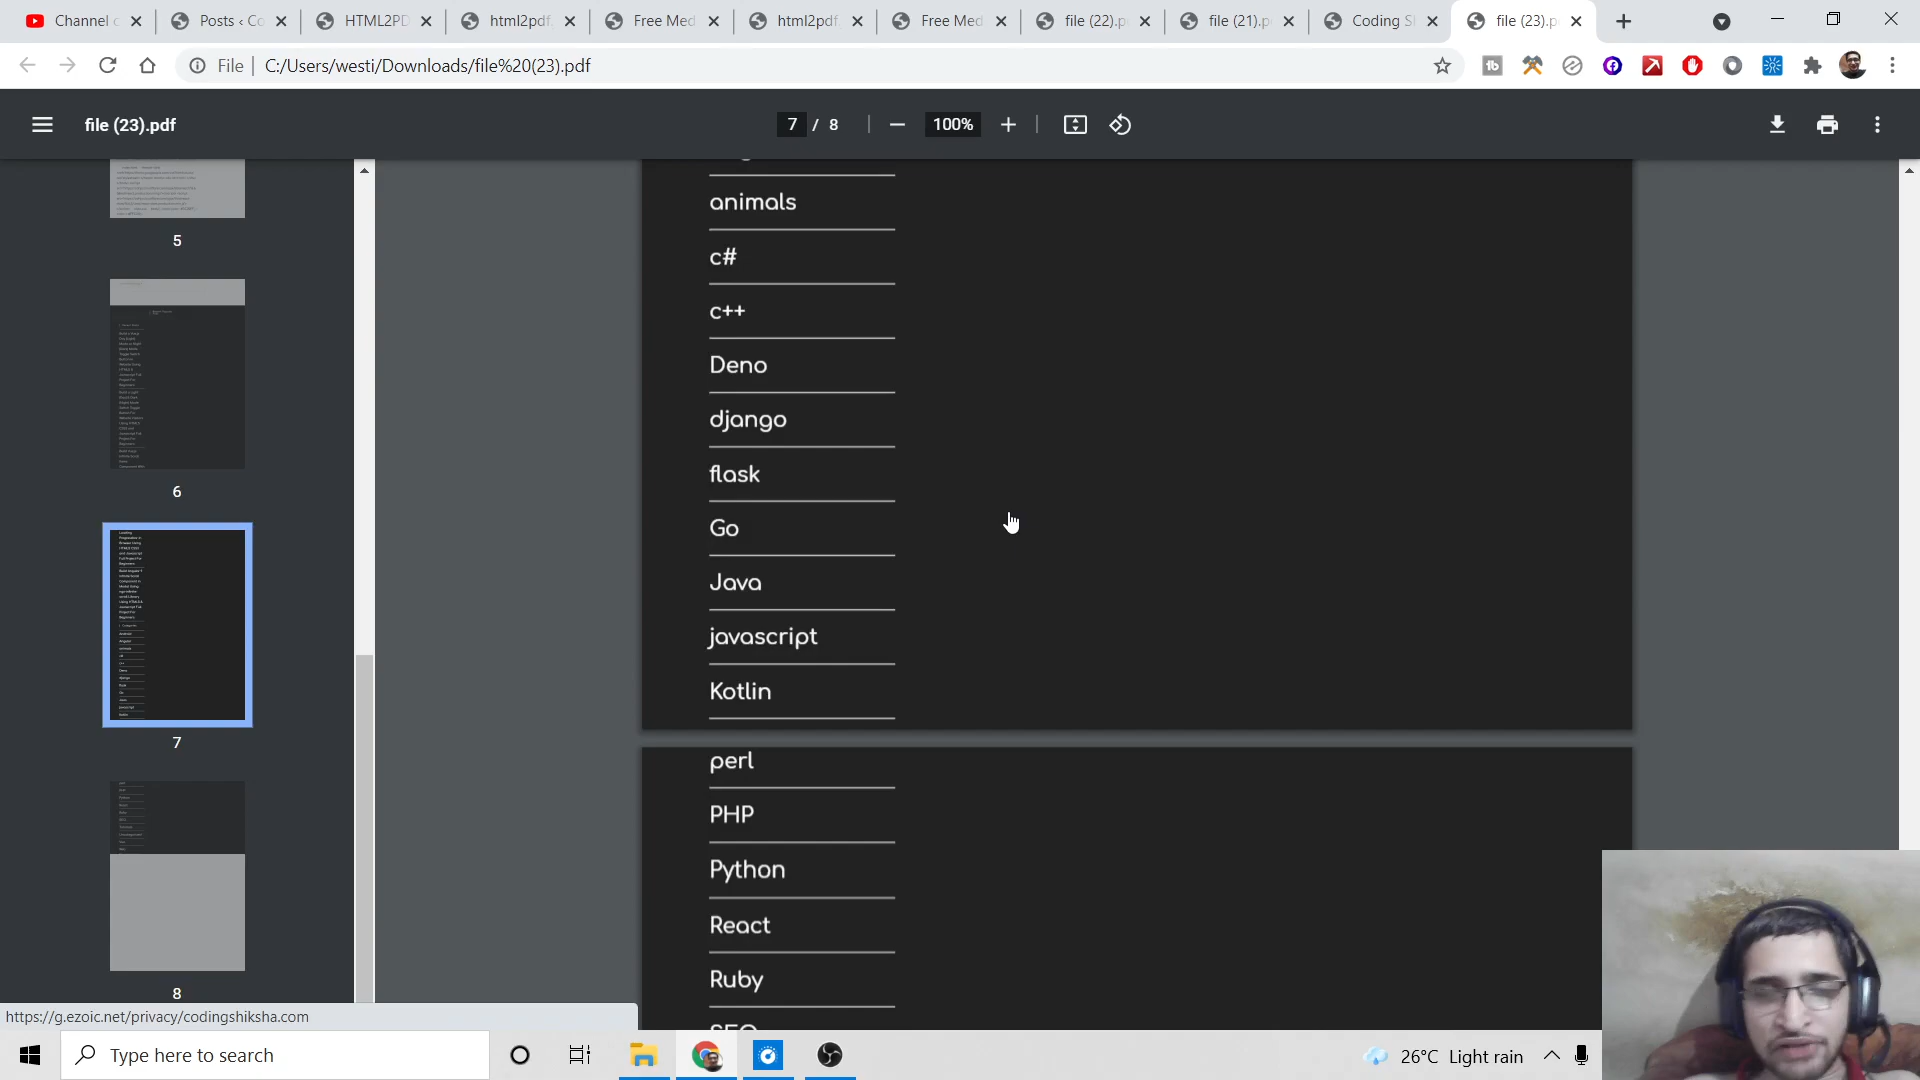 Channel c
Posts ‹ Co
HTML2PD
html2pdf
Free Med
html2pdf
Free Med
file (22).p
file (21).p
Coding S
file (23).p
File
C:/Users/westi/Downloads/file%20(23).pdf
file (23).pdf
7 / 8
100%
animals
c#
c++
Deno
django
flask
Go
Java
javascript
Kotlin
perl
PHP
Python
React
Ruby
SEO
5
6
7
8
https://g.ezoic.net/privacy/codingshiksha.com
Type here to search
26°C Light rain